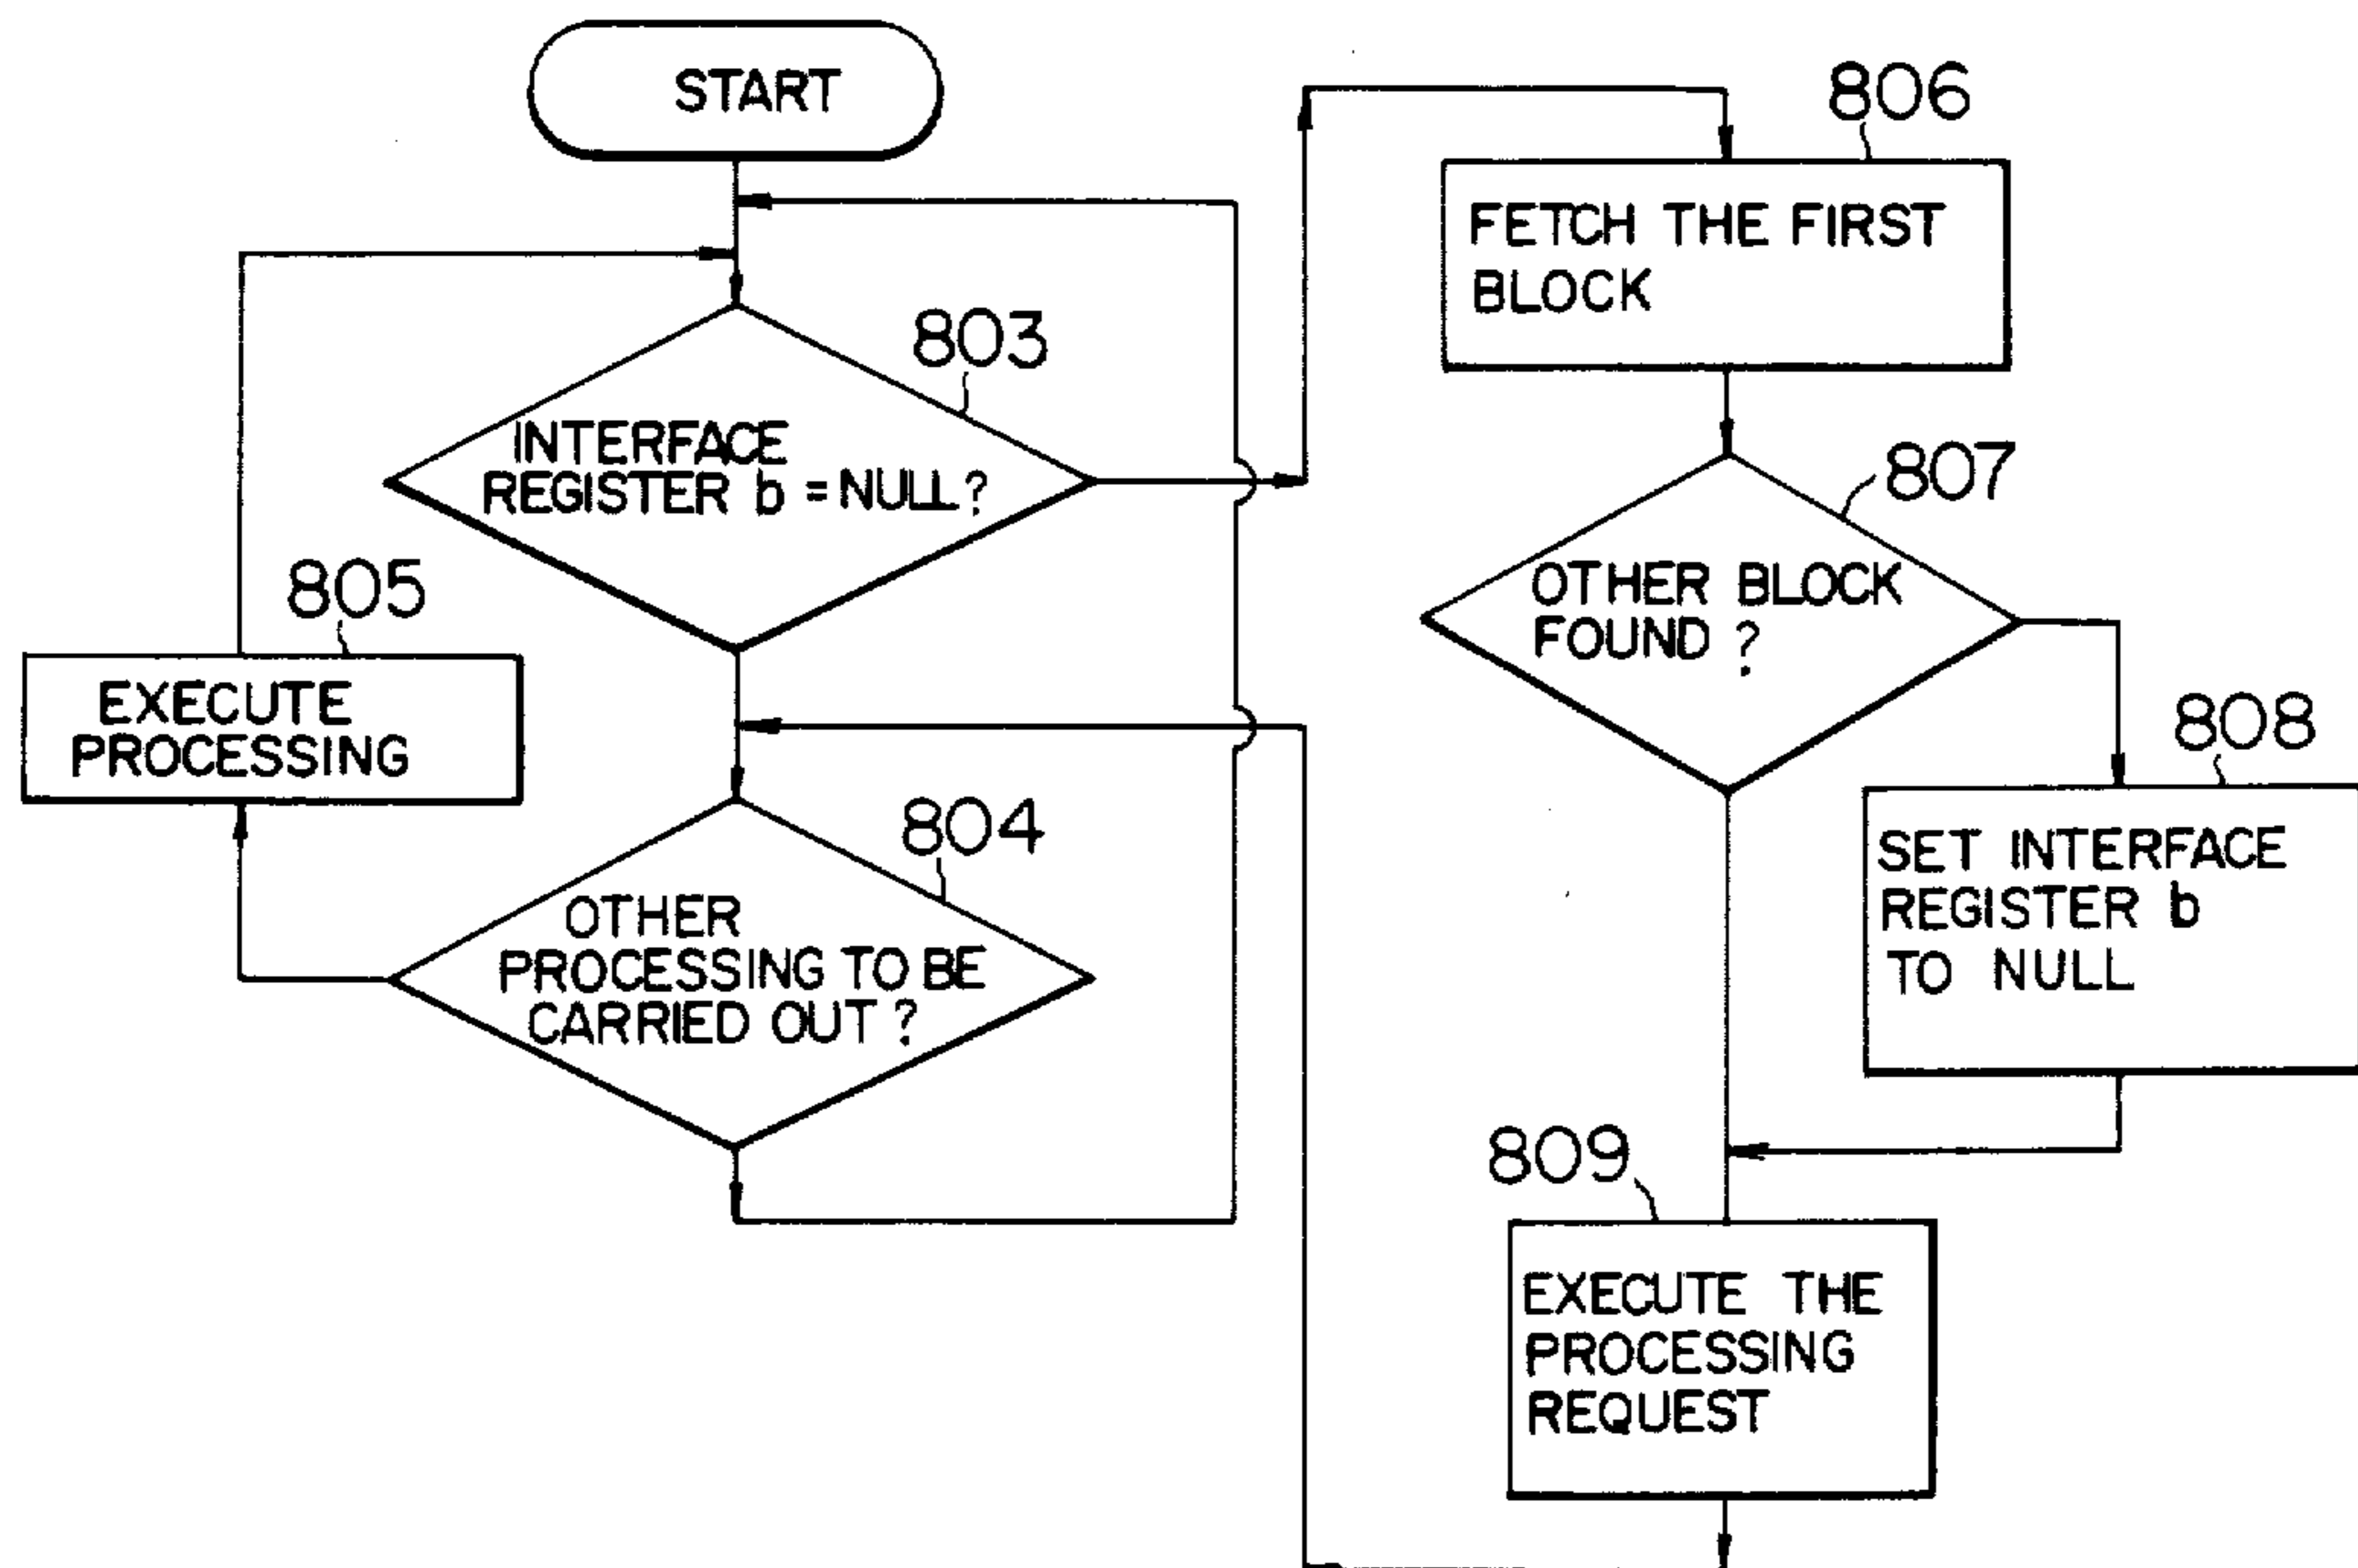 START
803
INTERFACE
REGISTER b = NULL?
805
EXECUTE
PROCESSING
804
OTHER
PROCESSING TO BE
CARRIED OUT ?
806
FETCH THE FIRST
BLOCK
807
OTHER BLOCK
FOUND ?
808
SET INTERFACE
REGISTER b
TO NULL
809
EXECUTE THE
PROCESSING
REQUEST